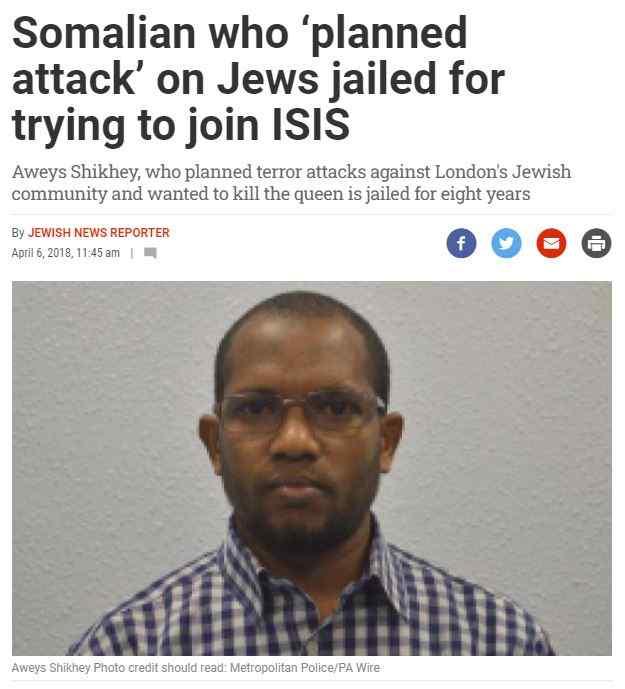 Somalian who ‘planned
attack’ on Jews jailed for
trying to join ISIS
Aweys Shikhey, who planned terror attacks against London's Jewish
community and wanted to kill the queen is jailed for eight years
By JEWISH NEWS REPORTER
April 6, 2018, 11:45 am |
f
Aweys Shikhey Photo credit should read: Metropolitan Police/PA Wire